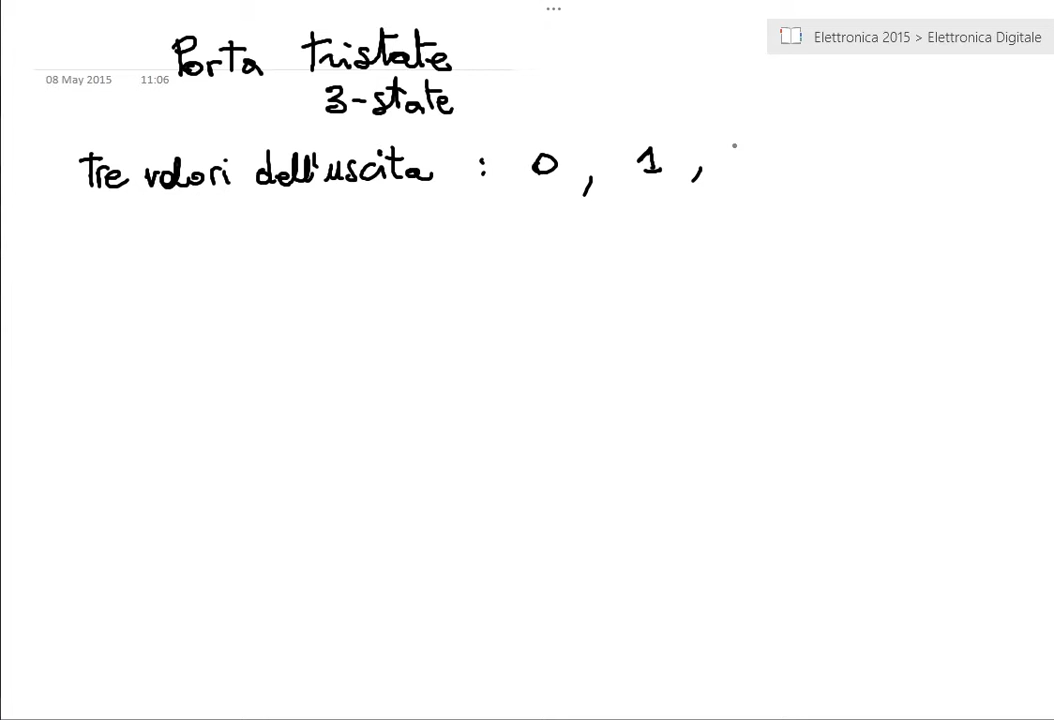 Elettronica 2015 > Elettronica Digitale
Porta tristate
08 May 2015 11:06
3-state
tre valori dell'uscita : 0 , 1 ,